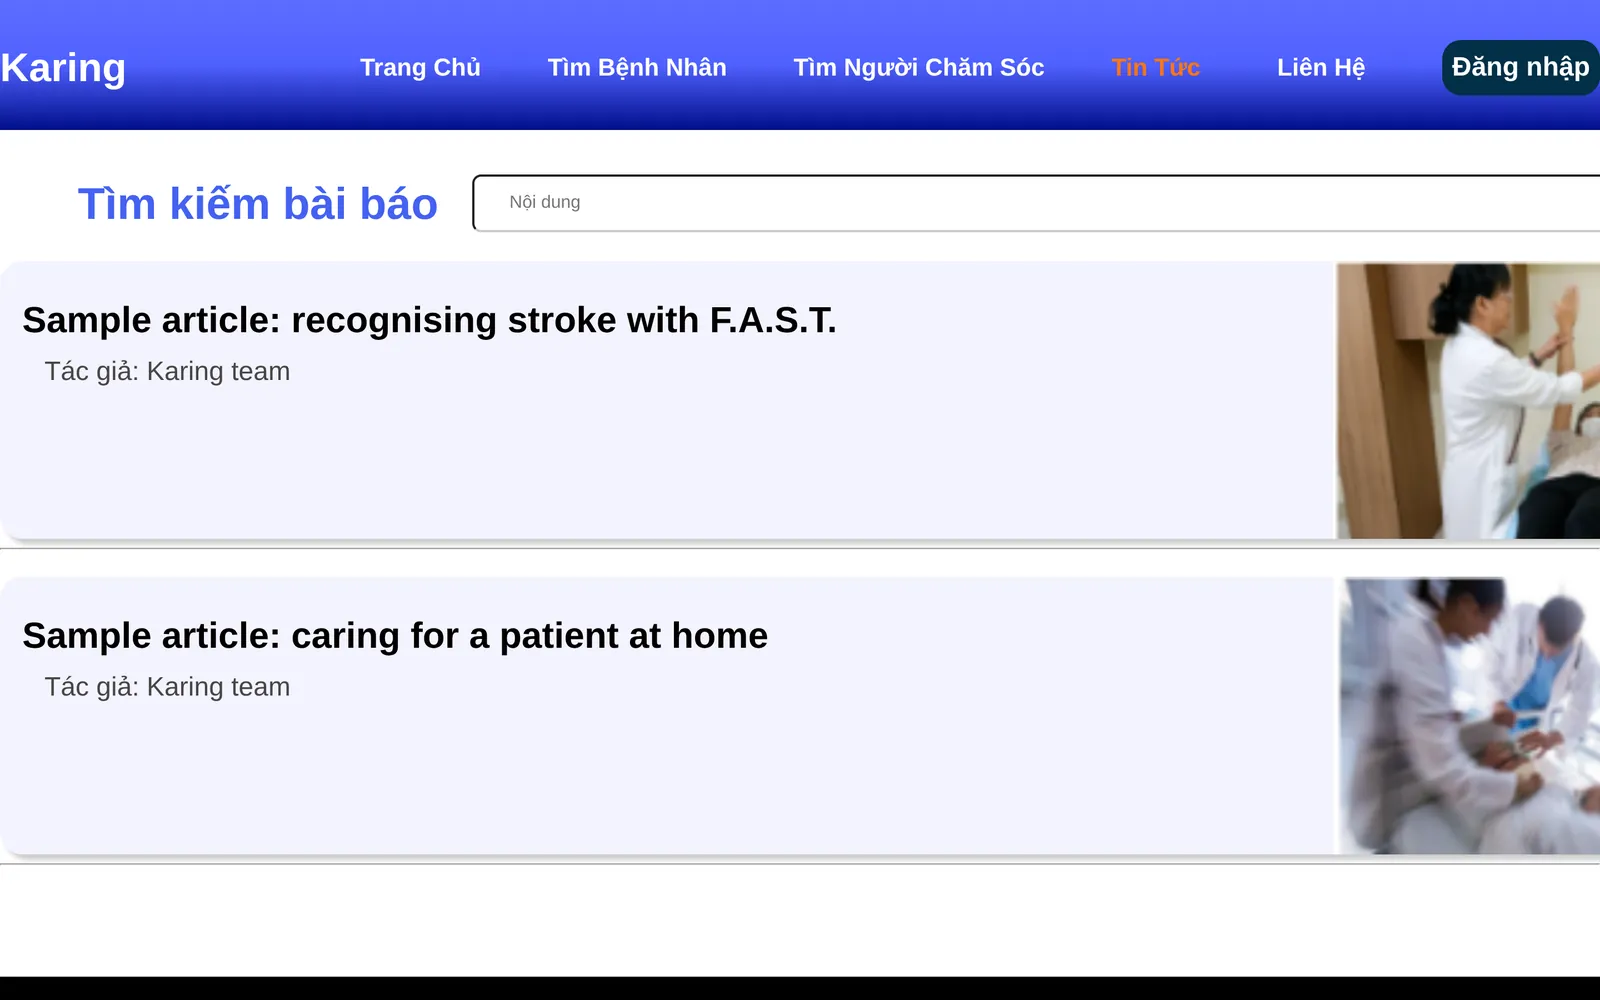 Karing
Trang Chủ
Tìm Bệnh Nhân
Tìm Người Chăm Sóc
Tin Tức
Liên Hệ
Đăng nhập
Tìm kiếm bài báo
Nội dung
Sample article: recognising stroke with F.A.S.T.
Tác giả: Karing team
Sample article: caring for a patient at home
Tác giả: Karing team